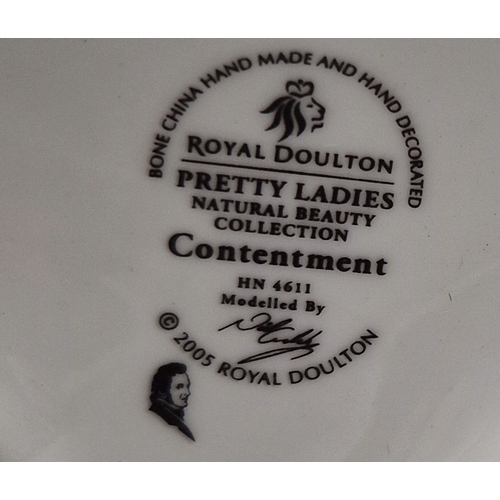 BONE CHINA HAND MADE AND HAND DECORATED
ROYAL DOULTON
PRETTY LADIES
NATURAL BEAUTY
COLLECTION
Contentment
HN 4611
Modelled By
© 2005 ROYAL DOULTON